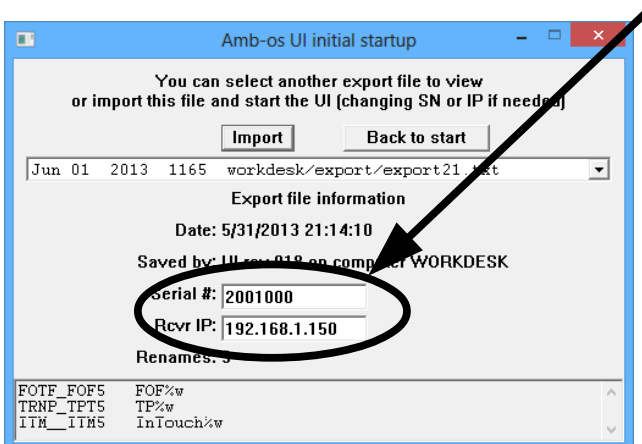 Amb-os UI initial startup
You can select another export file to view
or import this file and start the UI (changing SN or IP if needed)
Import Back to start
Jun 01 2013 1165 workdesk/export/export21.txt
Export file information
Date: 5/31/2013 21:14:10
Saved by: UI rev 018 on computer WORKDESK
Serial #: 2001000
Rcvr IP: 192.168.1.150
Renames:
FOTF_FOF5 FOF%w
TRNP_TPT5 TP%w
ITM__ITM5 InTouch%w